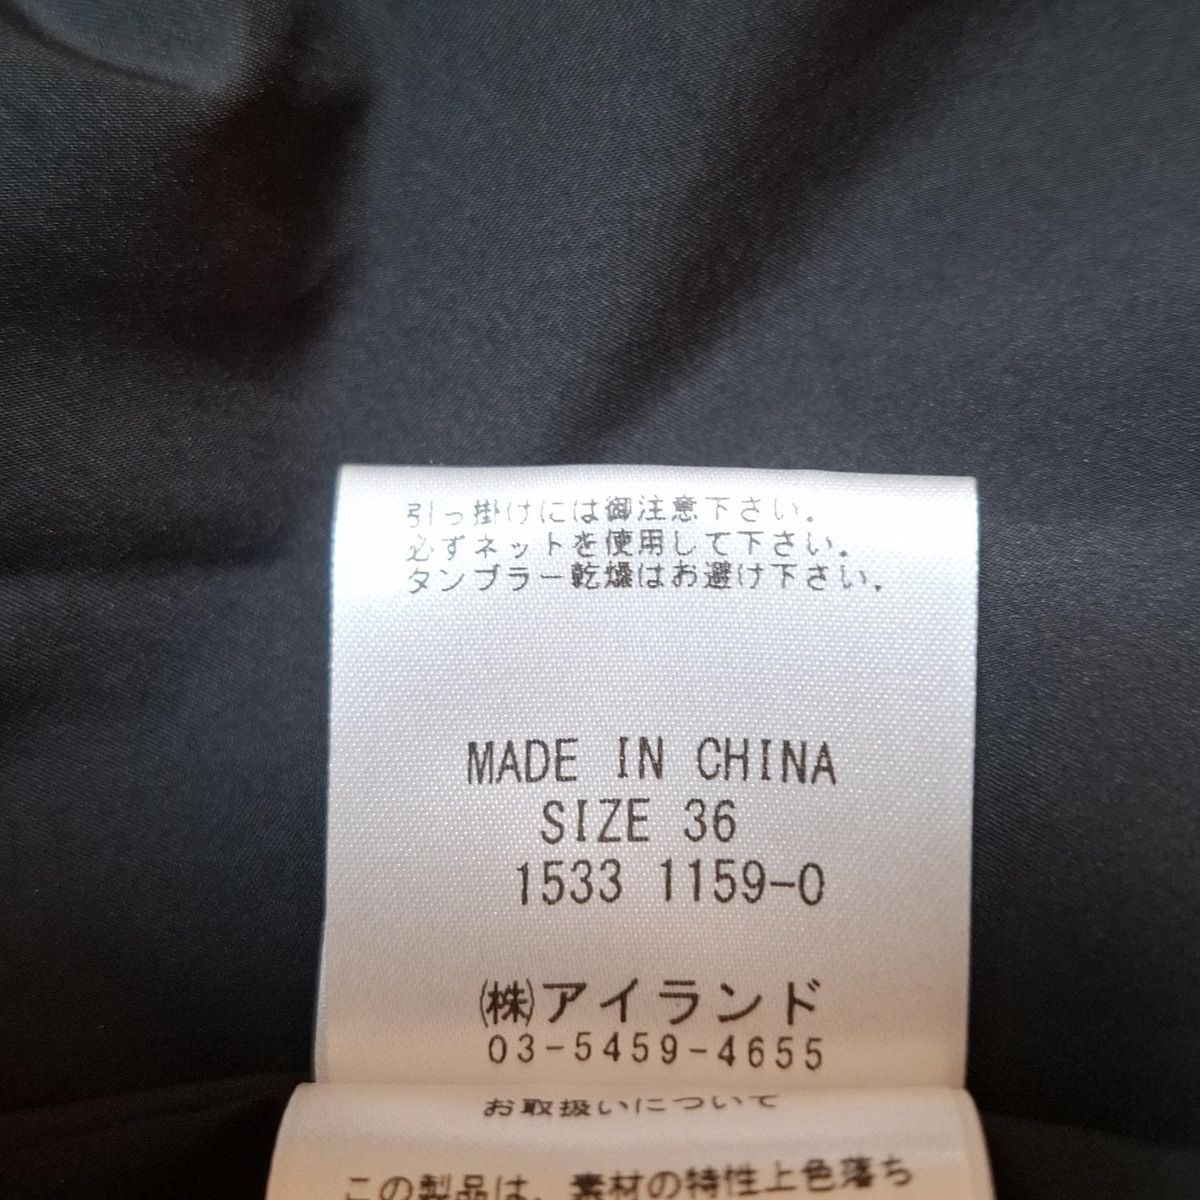 引っ掛けには御注意下さい。
必ずネットを使用して下さい。
タンブラー乾燥はお避け下さい。
MADE IN CHINA
SIZE 36
1533 1159-0
㈱アイランド
03-5459-4655
お取扱いについて
この製品は、素材の特性上色落ち